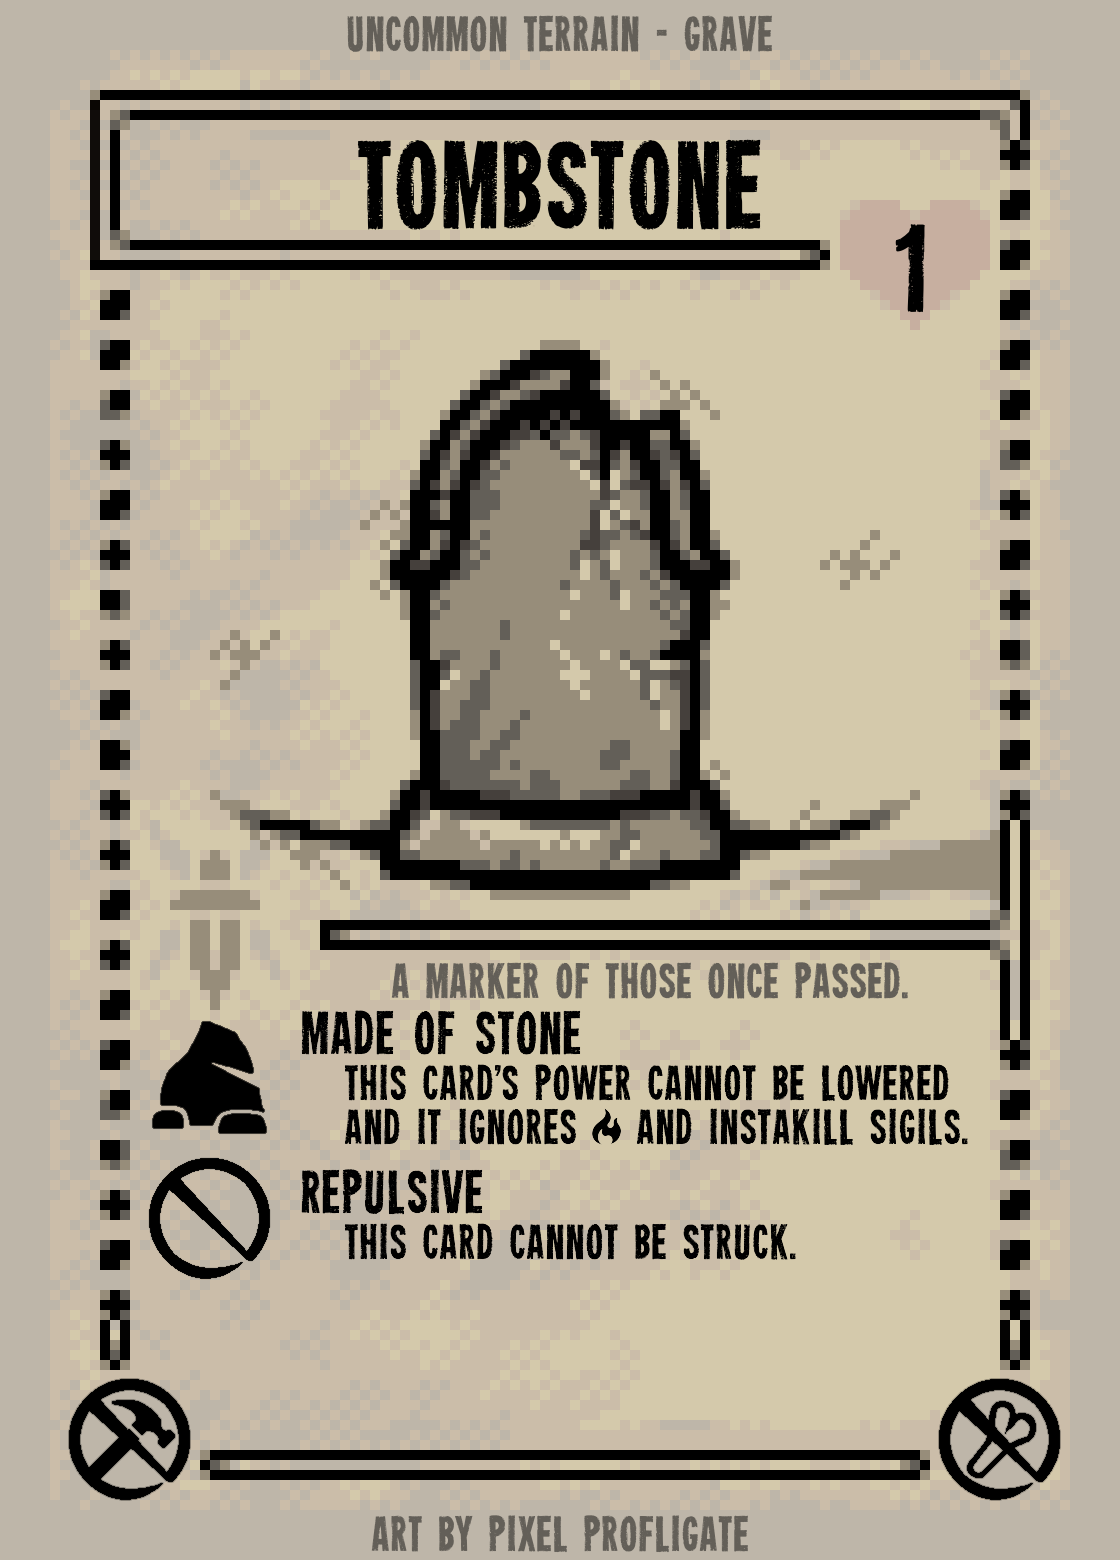 UNCOMMON TERRAIN - GRAVE
TOMBSTONE
1
A MARKER OF THOSE ONCE PASSED.
MADE OF STONE
THIS CARD'S POWER CANNOT BE LOWERED
AND IT IGNORES AND INSTAKILL SIGILS.
REPULSIVE
THIS CARD CANNOT BE STRUCK.
ART BY PIXEL PROFLIGATE